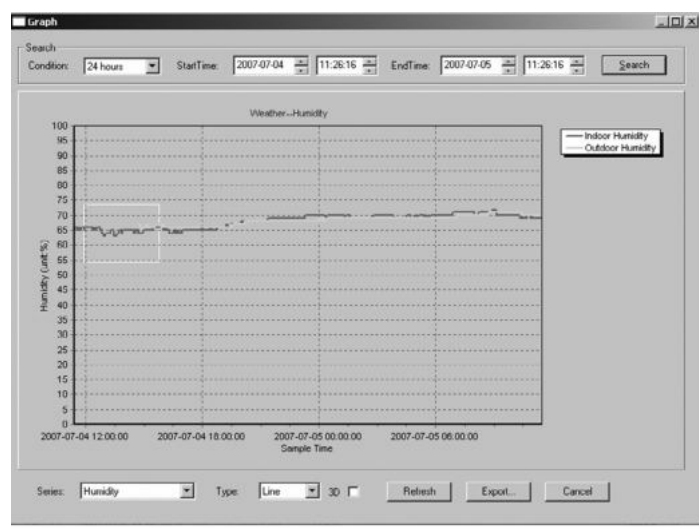 Graph
Search
Condition: 24 hours StartTime: 2007-07-04 11:26:16 EndTime: 2007-07-05 11:26:16 Search
Weather--Humidity
Indoor Humidity
Outdoor Humidity
100
95
90
85
80
75
70
65
60
55
50
45
40
35
30
25
20
15
10
5
0
Humidity (unit:%)
2007-07-04 12:00:00 2007-07-04 18:00:00 2007-07-05 00:00:00 2007-07-05 06:00:00
Sample Time
Series: Humidity Type: Line 3D Refresh Export... Cancel